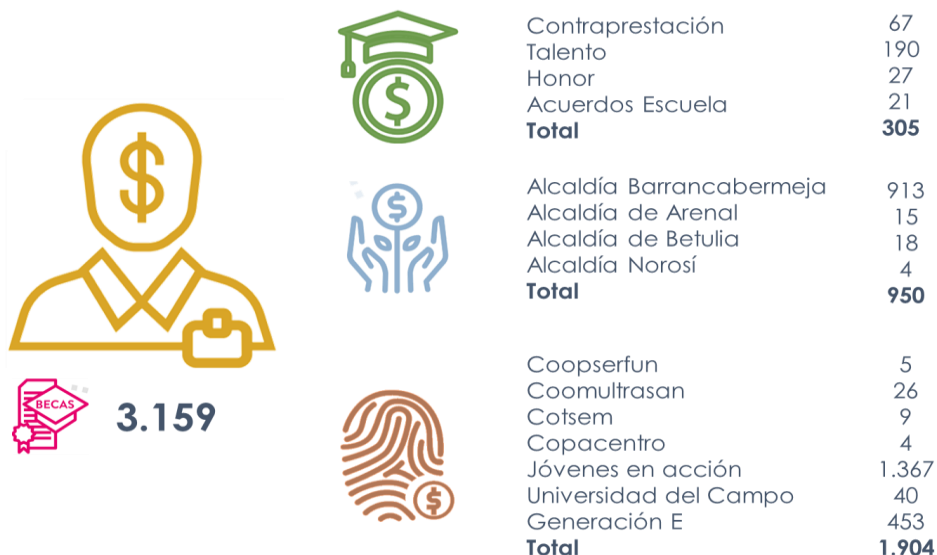 Contraprestación 67
Talento 190
Honor 27
Acuerdos Escuela 21
Total 305
Alcaldía Barrancabermeja 913
Alcaldía de Arenal 15
Alcaldía de Betulia 18
Alcaldía Norosí 4
Total 950
$
$
$
BECAS
3.159
Coopserfun 5
Coomultrasan 26
Cotsem 9
Copacentro 4
Jóvenes en acción 1.367
Universidad del Campo 40
Generación E 453
Total 1.904
$